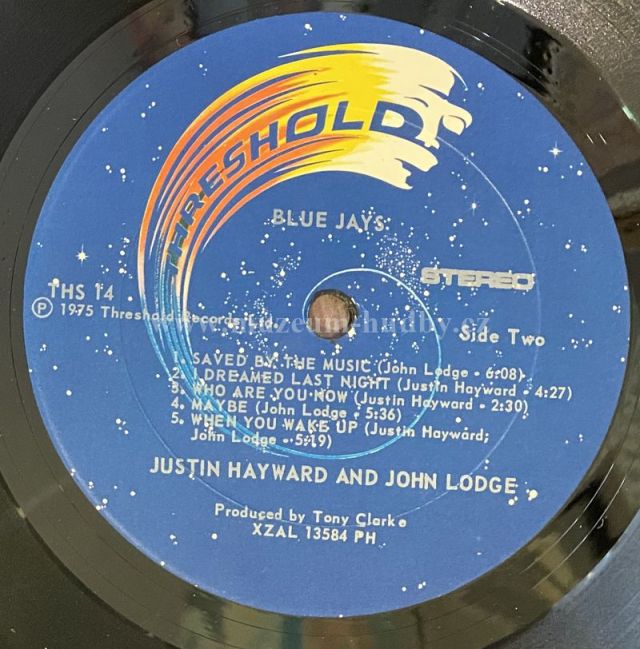 THRESHOLD
BLUE JAYS
STEREO
THS 14
Ⓟ 1975 Threshold Records Ltd.
Side Two
www.muzeum-hudby.cz
1. SAVED BY THE MUSIC (John Lodge • 6:08)
2. I DREAMED LAST NIGHT (Justin Hayward • 4:27)
3. WHO ARE YOU NOW (Justin Hayward • 2:30)
4. MAYBE (John Lodge • 5:36)
5. WHEN YOU WAKE UP (Justin Hayward;
John Lodge • 5:19)
JUSTIN HAYWARD AND JOHN LODGE
Produced by Tony Clarke
XZAL 13584 PH